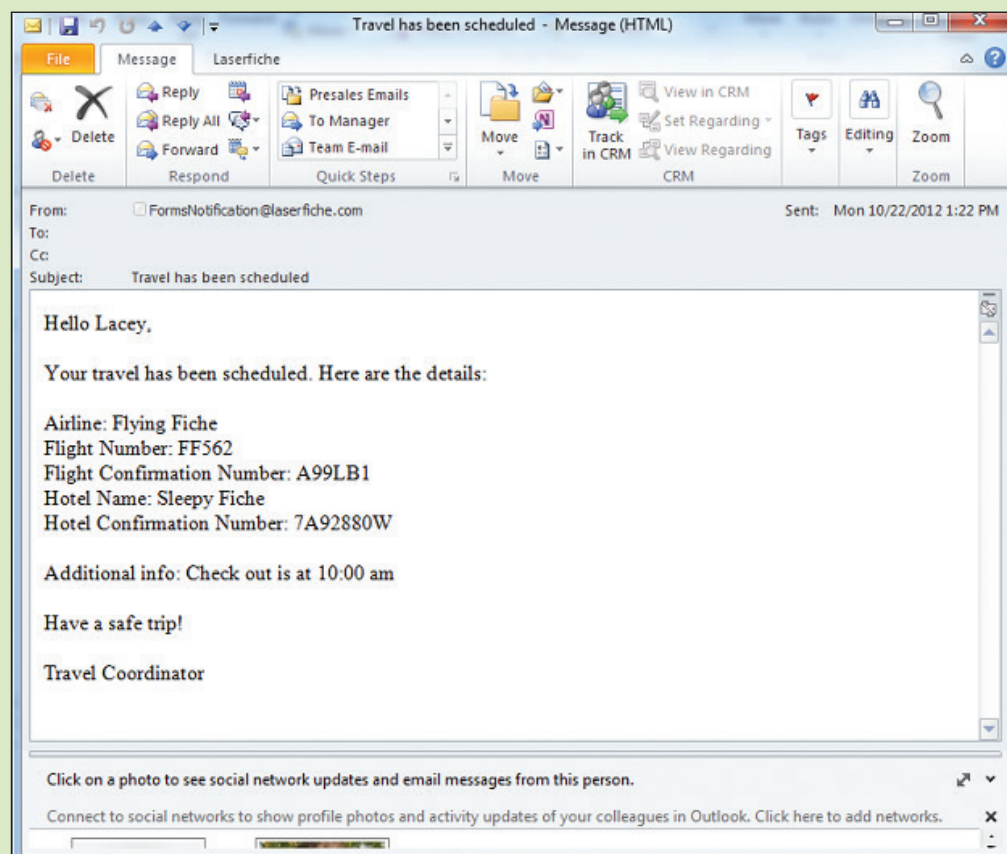 Travel has been scheduled - Message (HTML)
File Message Laserfiche
Delete
Reply
Reply All
Forward
Presales Emails
To Manager
Team E-mail
Move
Track in CRM
View in CRM
Set Regarding
View Regarding
Tags
Editing
Zoom
Delete Respond Quick Steps Move CRM Zoom
From: FormsNotification@laserfiche.com Sent: Mon 10/22/2012 1:22 PM
To:
Cc:
Subject: Travel has been scheduled
Hello Lacey,
Your travel has been scheduled. Here are the details:
Airline: Flying Fiche
Flight Number: FF562
Flight Confirmation Number: A99LB1
Hotel Name: Sleepy Fiche
Hotel Confirmation Number: 7A92880W
Additional info: Check out is at 10:00 am
Have a safe trip!
Travel Coordinator
Click on a photo to see social network updates and email messages from this person.
Connect to social networks to show profile photos and activity updates of your colleagues in Outlook. Click here to add networks.